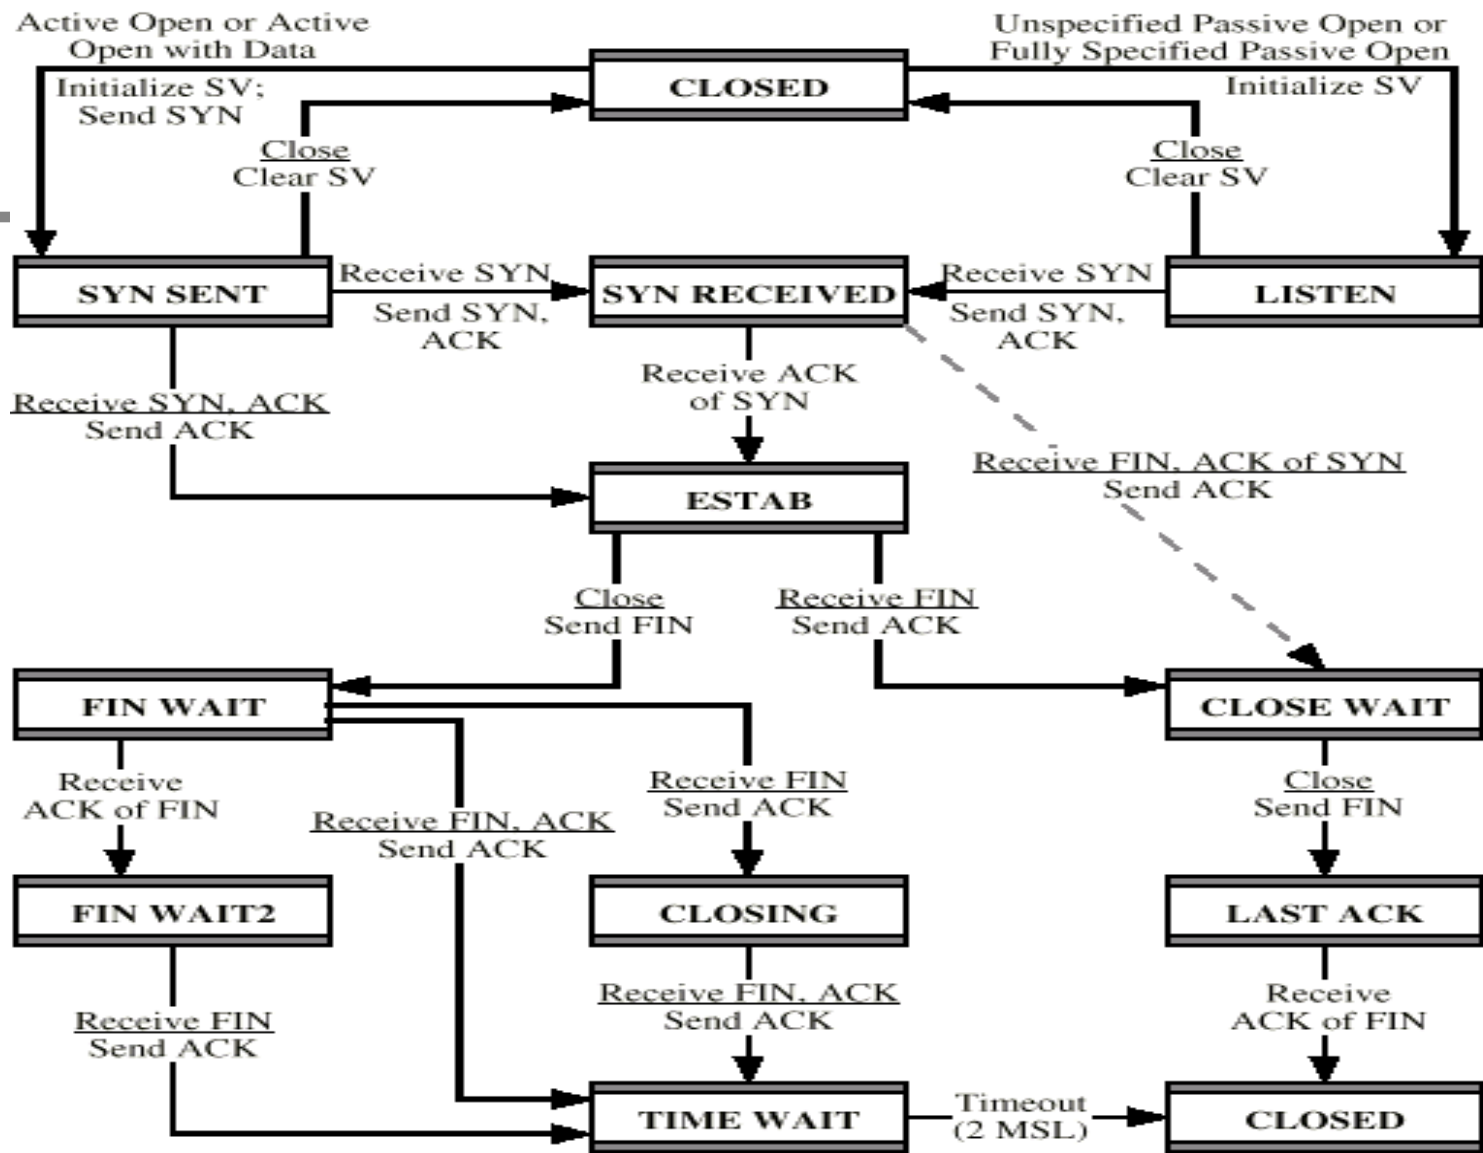 Active Open or Active
Open with Data
Unspecified Passive Open or
Fully Specified Passive Open
CLOSED
Initialize SV;
Send SYN
Initialize SV
Close
Clear SV
Close
Clear SV
SYN SENT
Receive SYN
Send SYN,
ACK
SYN RECEIVED
Receive SYN
Send SYN,
ACK
LISTEN
Receive SYN, ACK
Send ACK
Receive ACK
of SYN
Receive FIN, ACK of SYN
Send ACK
ESTAB
Close
Send FIN
Receive FIN
Send ACK
FIN WAIT
CLOSE WAIT
Receive
ACK of FIN
Receive FIN, ACK
Send ACK
Receive FIN
Send ACK
Close
Send FIN
FIN WAIT2
CLOSING
LAST ACK
Receive FIN
Send ACK
Receive FIN, ACK
Send ACK
Receive
ACK of FIN
TIME WAIT
Timeout
(2 MSL)
CLOSED